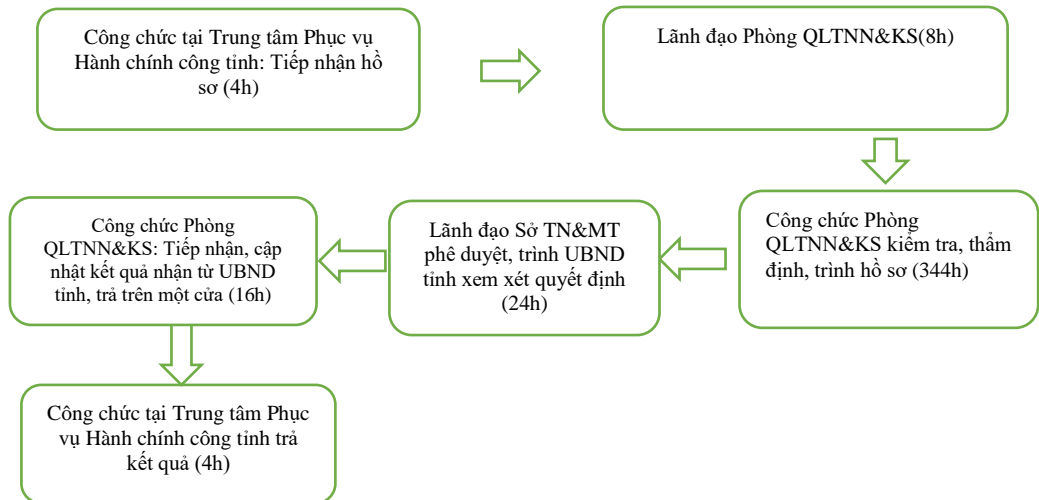 Công chức tại Trung tâm Phục vụ
Hành chính công tỉnh: Tiếp nhận hồ
sơ (4h)
Lãnh đạo Phòng QLTNN&KS(8h)
Công chức Phòng
QLTNN&KS kiểm tra, thẩm
định, trình hồ sơ (344h)
Lãnh đạo Sở TN&MT
phê duyệt, trình UBND
tỉnh xem xét quyết định
(24h)
Công chức Phòng
QLTNN&KS: Tiếp nhận, cập
nhật kết quả nhận từ UBND
tỉnh, trả trên một cửa (16h)
Công chức tại Trung tâm Phục
vụ Hành chính công tỉnh trả
kết quả (4h)